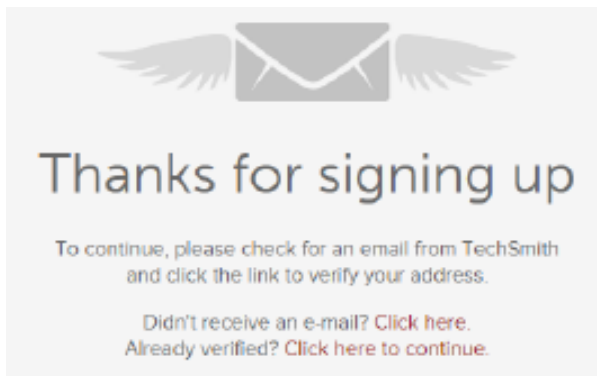 Thanks for signing up
To continue, please check for an email from TechSmith
and click the link to verify your address.
Didn't receive an e-mail? Click here.
Already verified? Click here to continue.